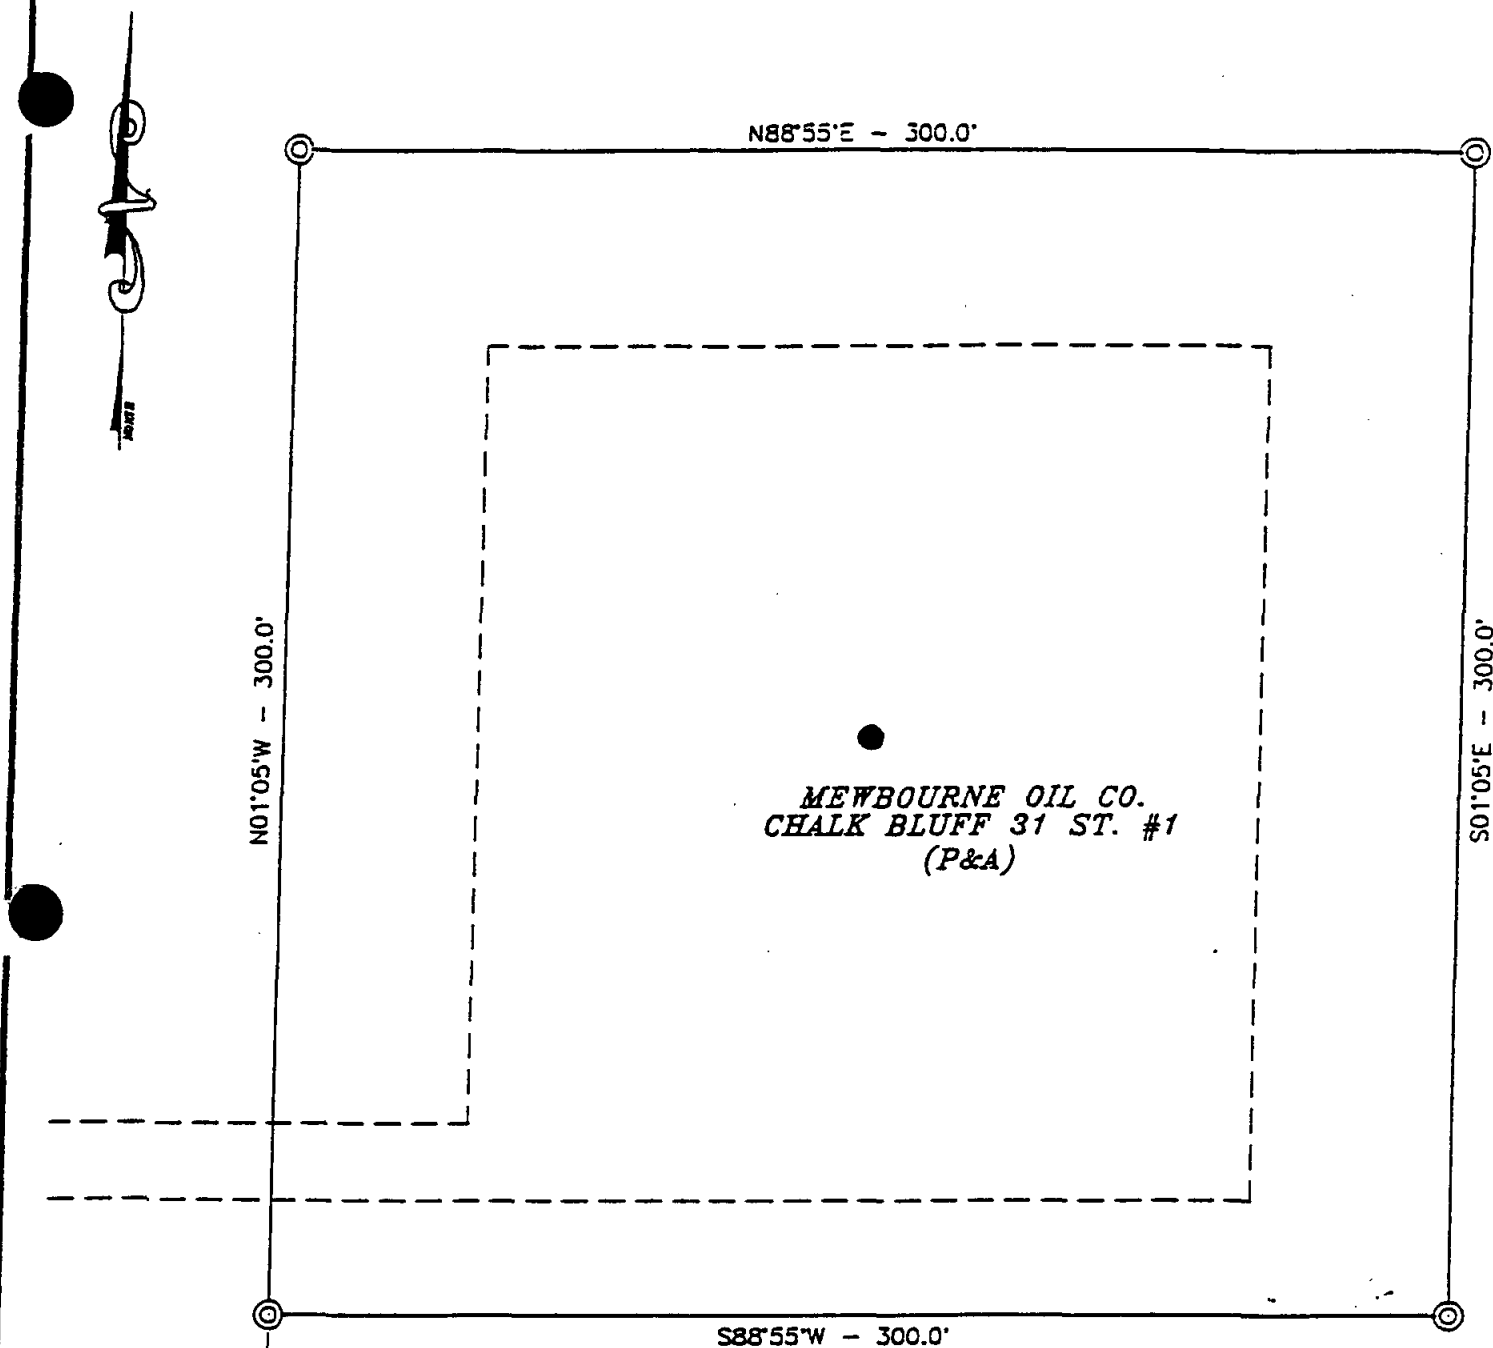 N88°55'E - 300.0'
NORTH
N01°05'W - 300.0'
S01°05'E - 300.0'
MEWBOURNE OIL CO.
CHALK BLUFF 31 ST. #1
(P&A)
S88°55'W - 300.0'